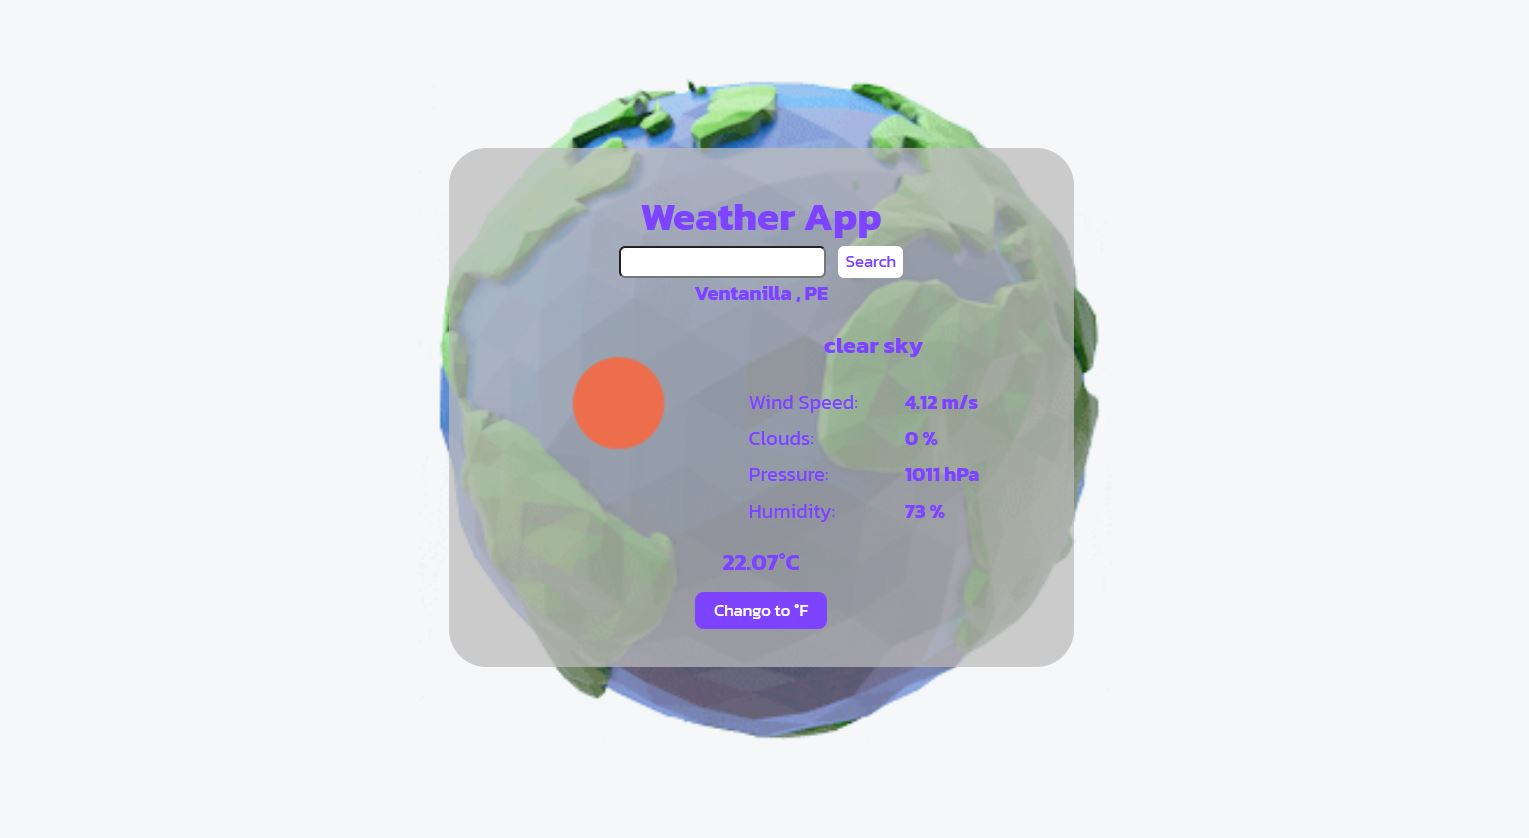 Weather App
Search
Ventanilla , PE
clear sky
Wind Speed: 4.12 m/s
Clouds: 0 %
Pressure: 1011 hPa
Humidity: 73 %
22.07°C
Chango to °F